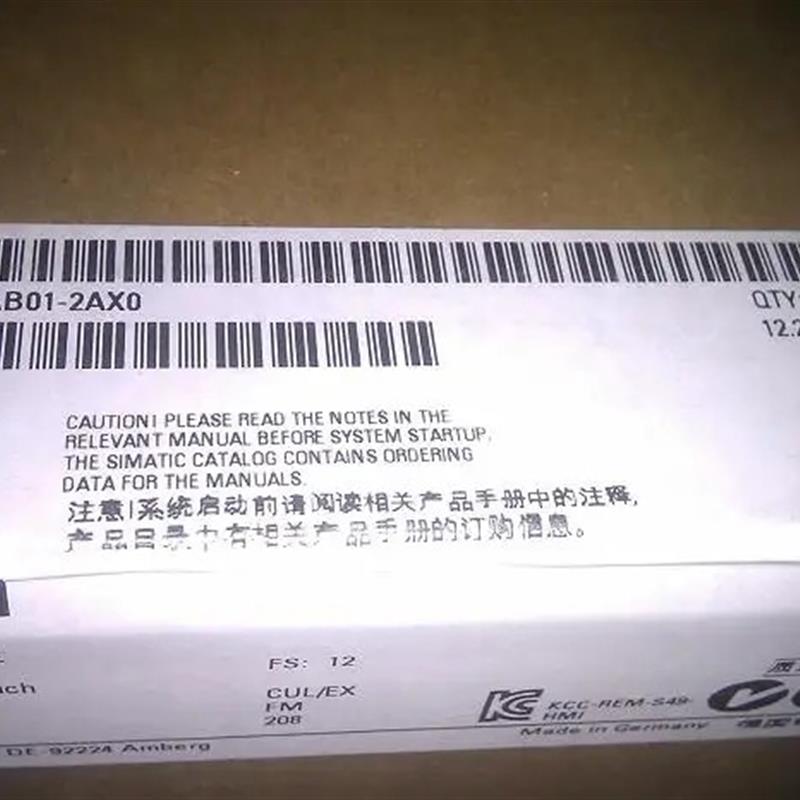 B01-2AX0
QTY
12.2
CAUTION! PLEASE READ THE NOTES IN THE
RELEVANT MANUAL BEFORE SYSTEM STARTUP.
THE SIMATIC CATALOG CONTAINS ORDERING
DATA FOR THE MANUALS.
注意!系统启动前请阅读相关产品手册中的注释,
产品目录中有相关产品手册的订购信息。
FS: 12
ch
CUL/EX
FM
208
KCC-REM-S49-
HMI
Made in Germany
DE-92224 Amberg